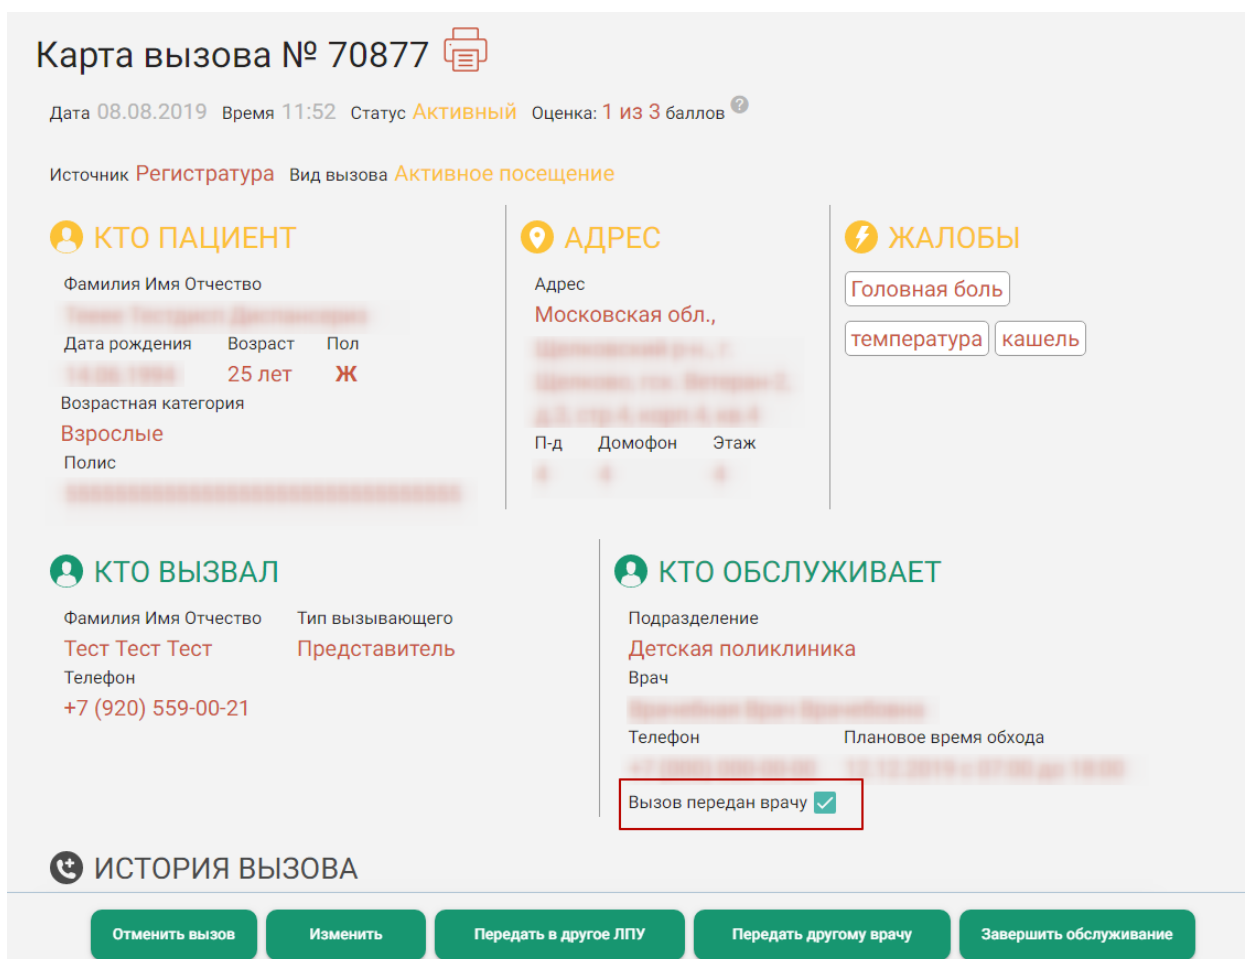 Карта вызова № 70877
Дата 08.08.2019 Время 11:52 Статус Активный Оценка: 1 из 3 баллов ?
Источник Регистратура Вид вызова Активное посещение
КТО ПАЦИЕНТ
Фамилия Имя Отчество
Дата рождения Возраст Пол
25 лет Ж
Возрастная категория
Взрослые
Полис
АДРЕС
Адрес
Московская обл.,
П-д Домофон Этаж
ЖАЛОБЫ
Головная боль
температура кашель
КТО ВЫЗВАЛ
Фамилия Имя Отчество Тип вызывающего
Тест Тест Тест Представитель
Телефон
+7 (920) 559-00-21
КТО ОБСЛУЖИВАЕТ
Подразделение
Детская поликлиника
Врач
Телефон Плановое время обхода
Вызов передан врачу
ИСТОРИЯ ВЫЗОВА
Отменить вызов Изменить Передать в другое ЛПУ Передать другому врачу Завершить обслуживание